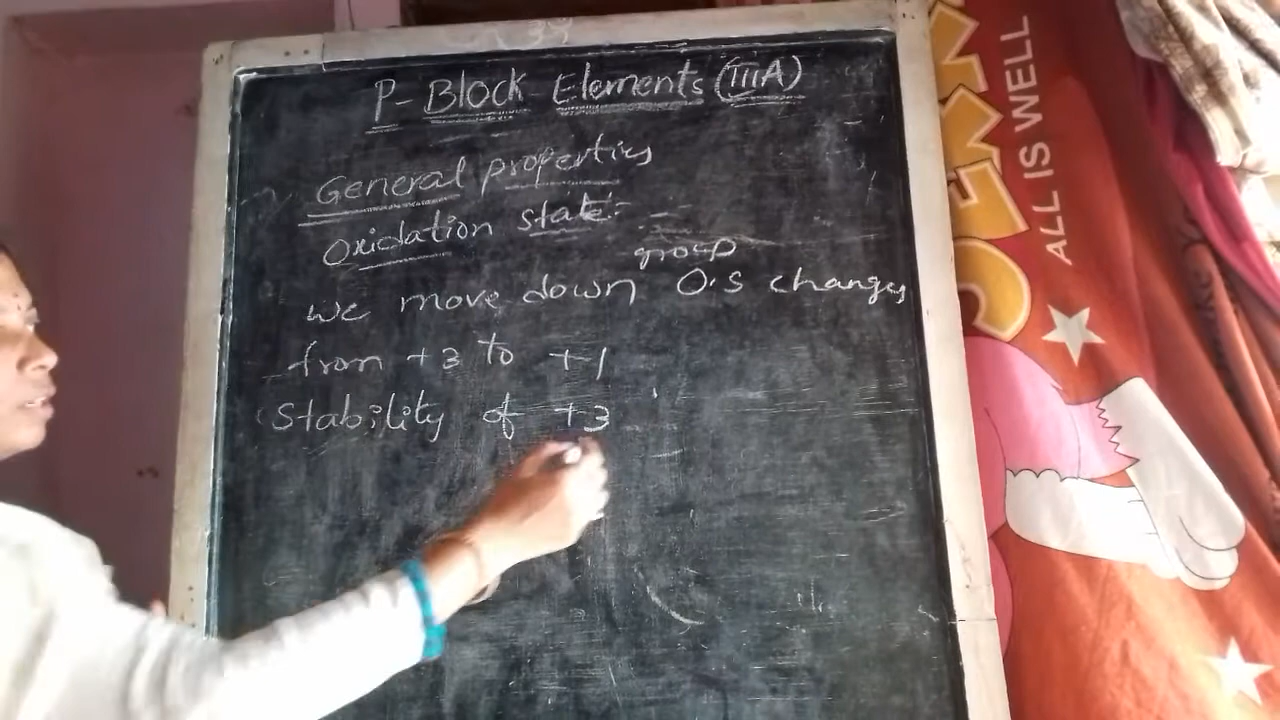 P-Block Elements (IIIA)
General properties
Oxidation state:-
group
we move down O.S changes
from +3 to +1
Stability of +3
ALL IS WELL